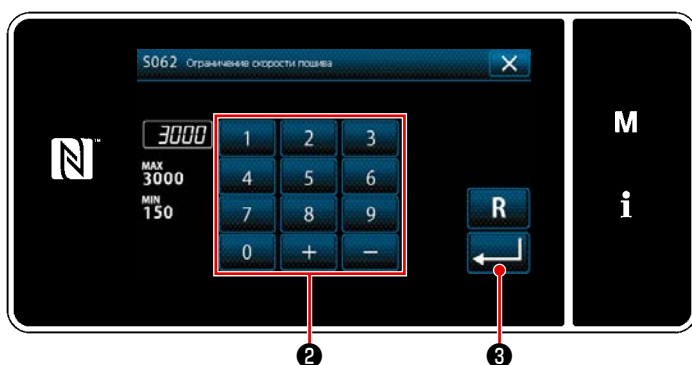 S062 Ограничение скорости пошива
3000
MAX
3000
MIN
150
1 2 3
4 5 6
7 8 9
0 + −
R
M
i
N™
❷ ❸